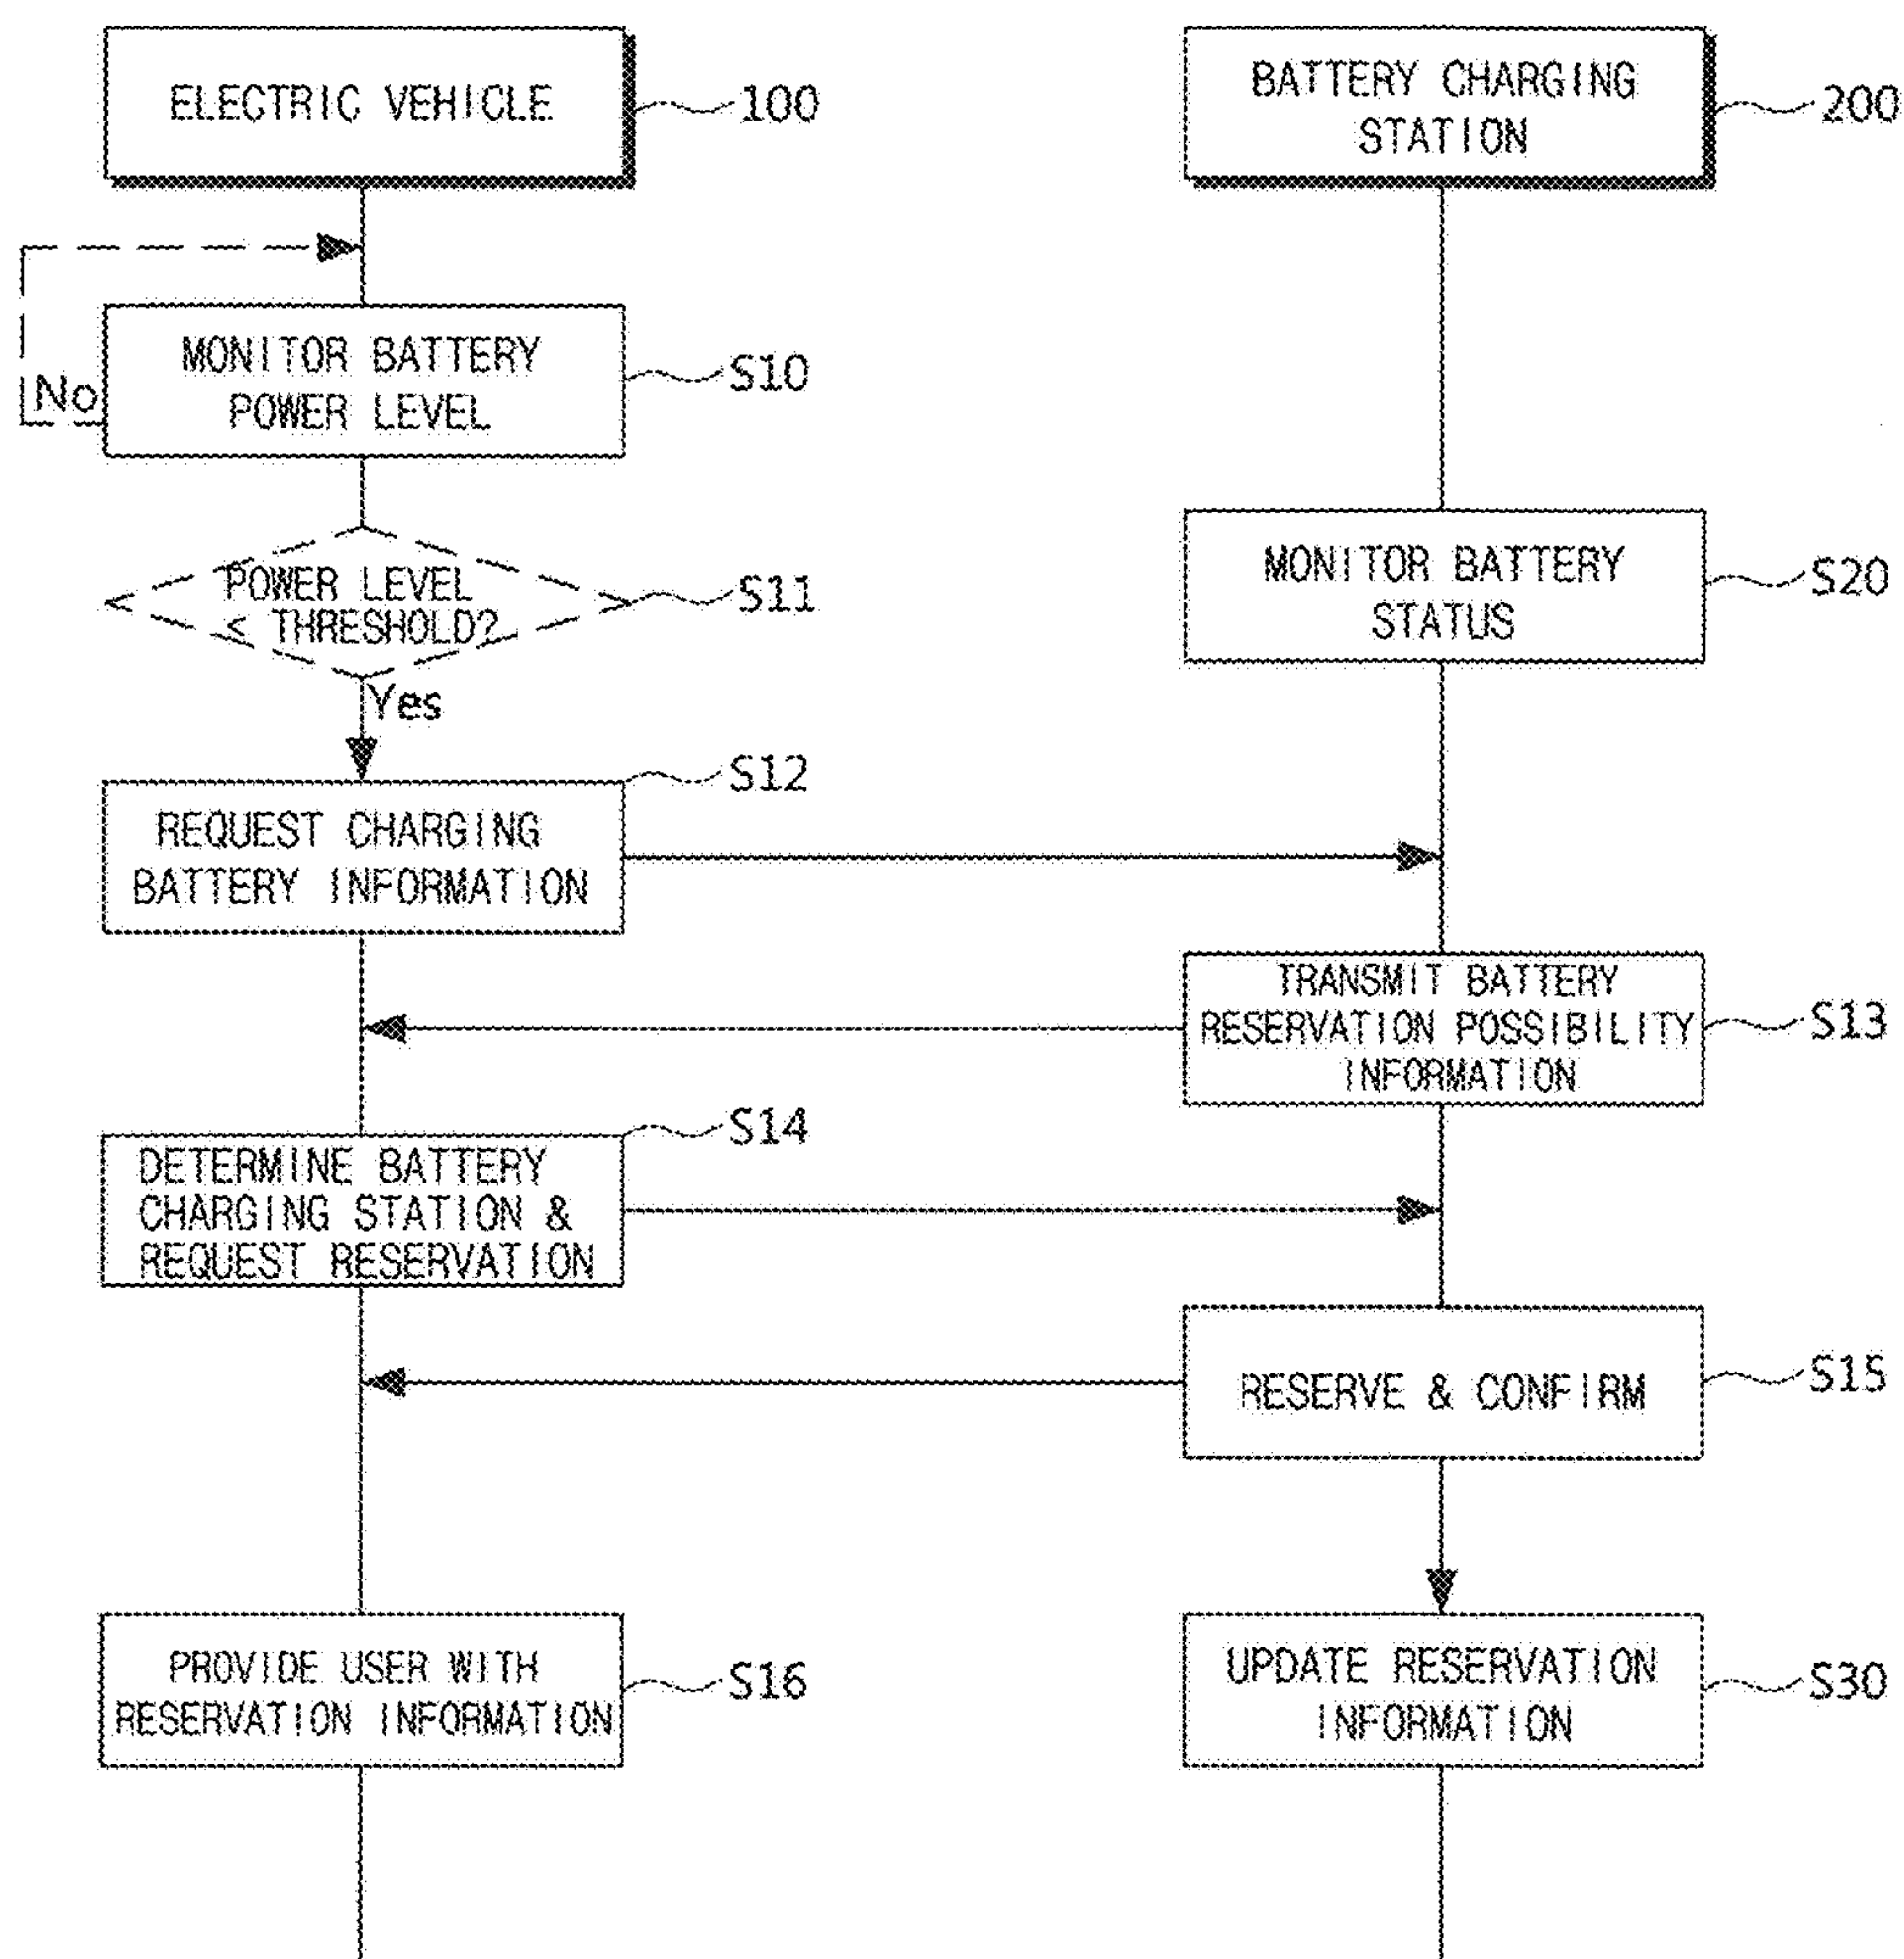 ELECTRIC VEHICLE
100
BATTERY CHARGING
STATION
200
MONITOR BATTERY
POWER LEVEL
S10
No
POWER LEVEL
< THRESHOLD?
S11
Yes
MONITOR BATTERY
STATUS
S20
REQUEST CHARGING
BATTERY INFORMATION
S12
TRANSMIT BATTERY
RESERVATION POSSIBILITY
INFORMATION
S13
DETERMINE BATTERY
CHARGING STATION &
REQUEST RESERVATION
S14
RESERVE & CONFIRM
S15
PROVIDE USER WITH
RESERVATION INFORMATION
S16
UPDATE RESERVATION
INFORMATION
S30